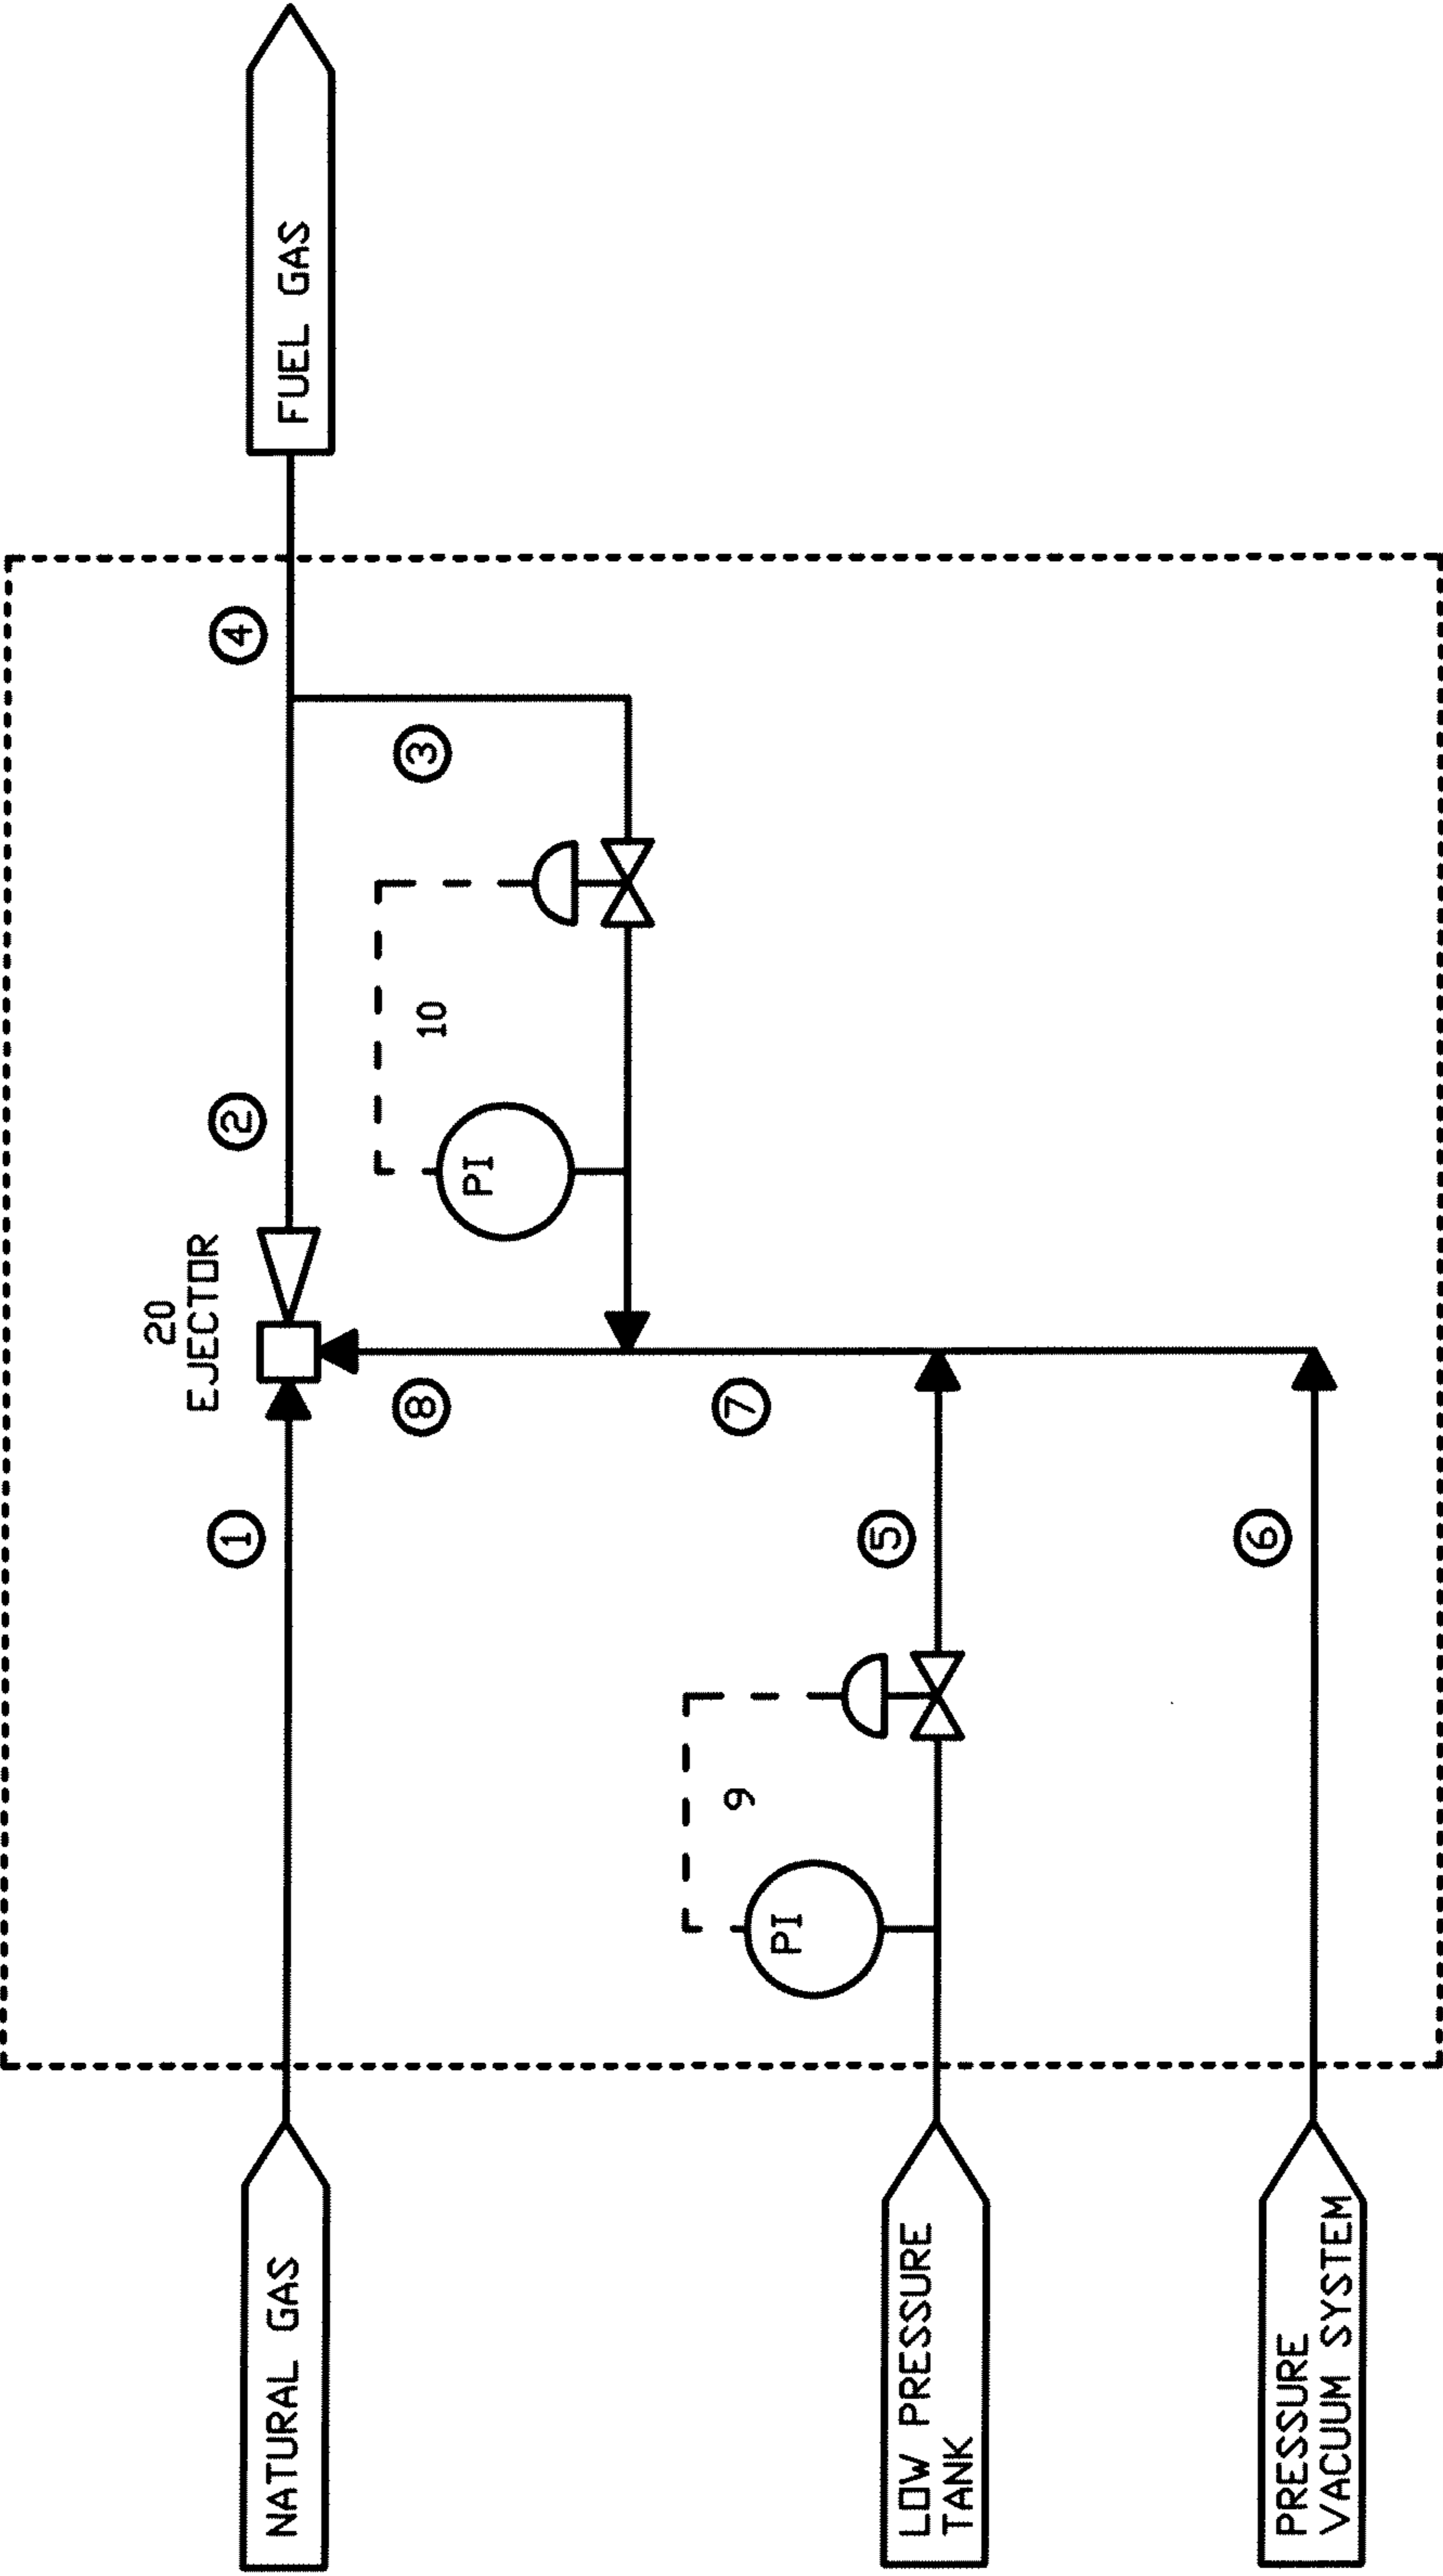 20
EJECTOR
1
2
4
NATURAL GAS
FUEL GAS
8
3
10
PI
7
9
PI
5
LOW PRESSURE
TANK
6
PRESSURE
VACUUM SYSTEM